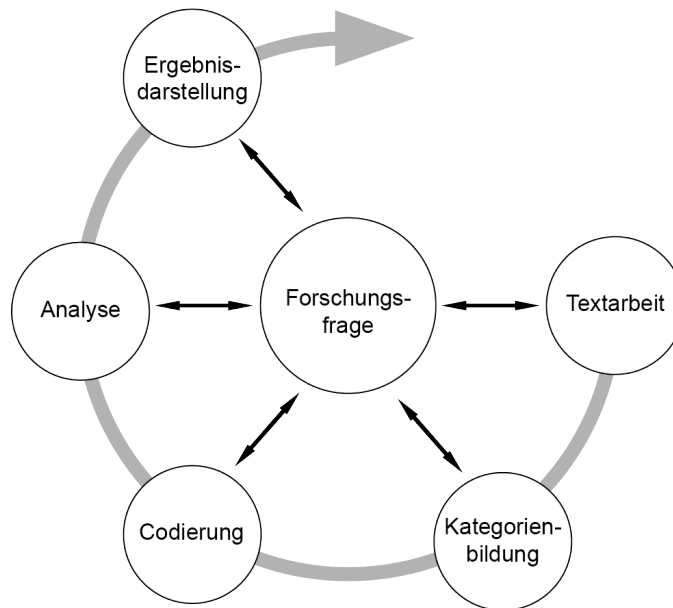 Ergebnis-
darstellung
Analyse
Forschungs-
frage
Textarbeit
Codierung
Kategorien-
bildung